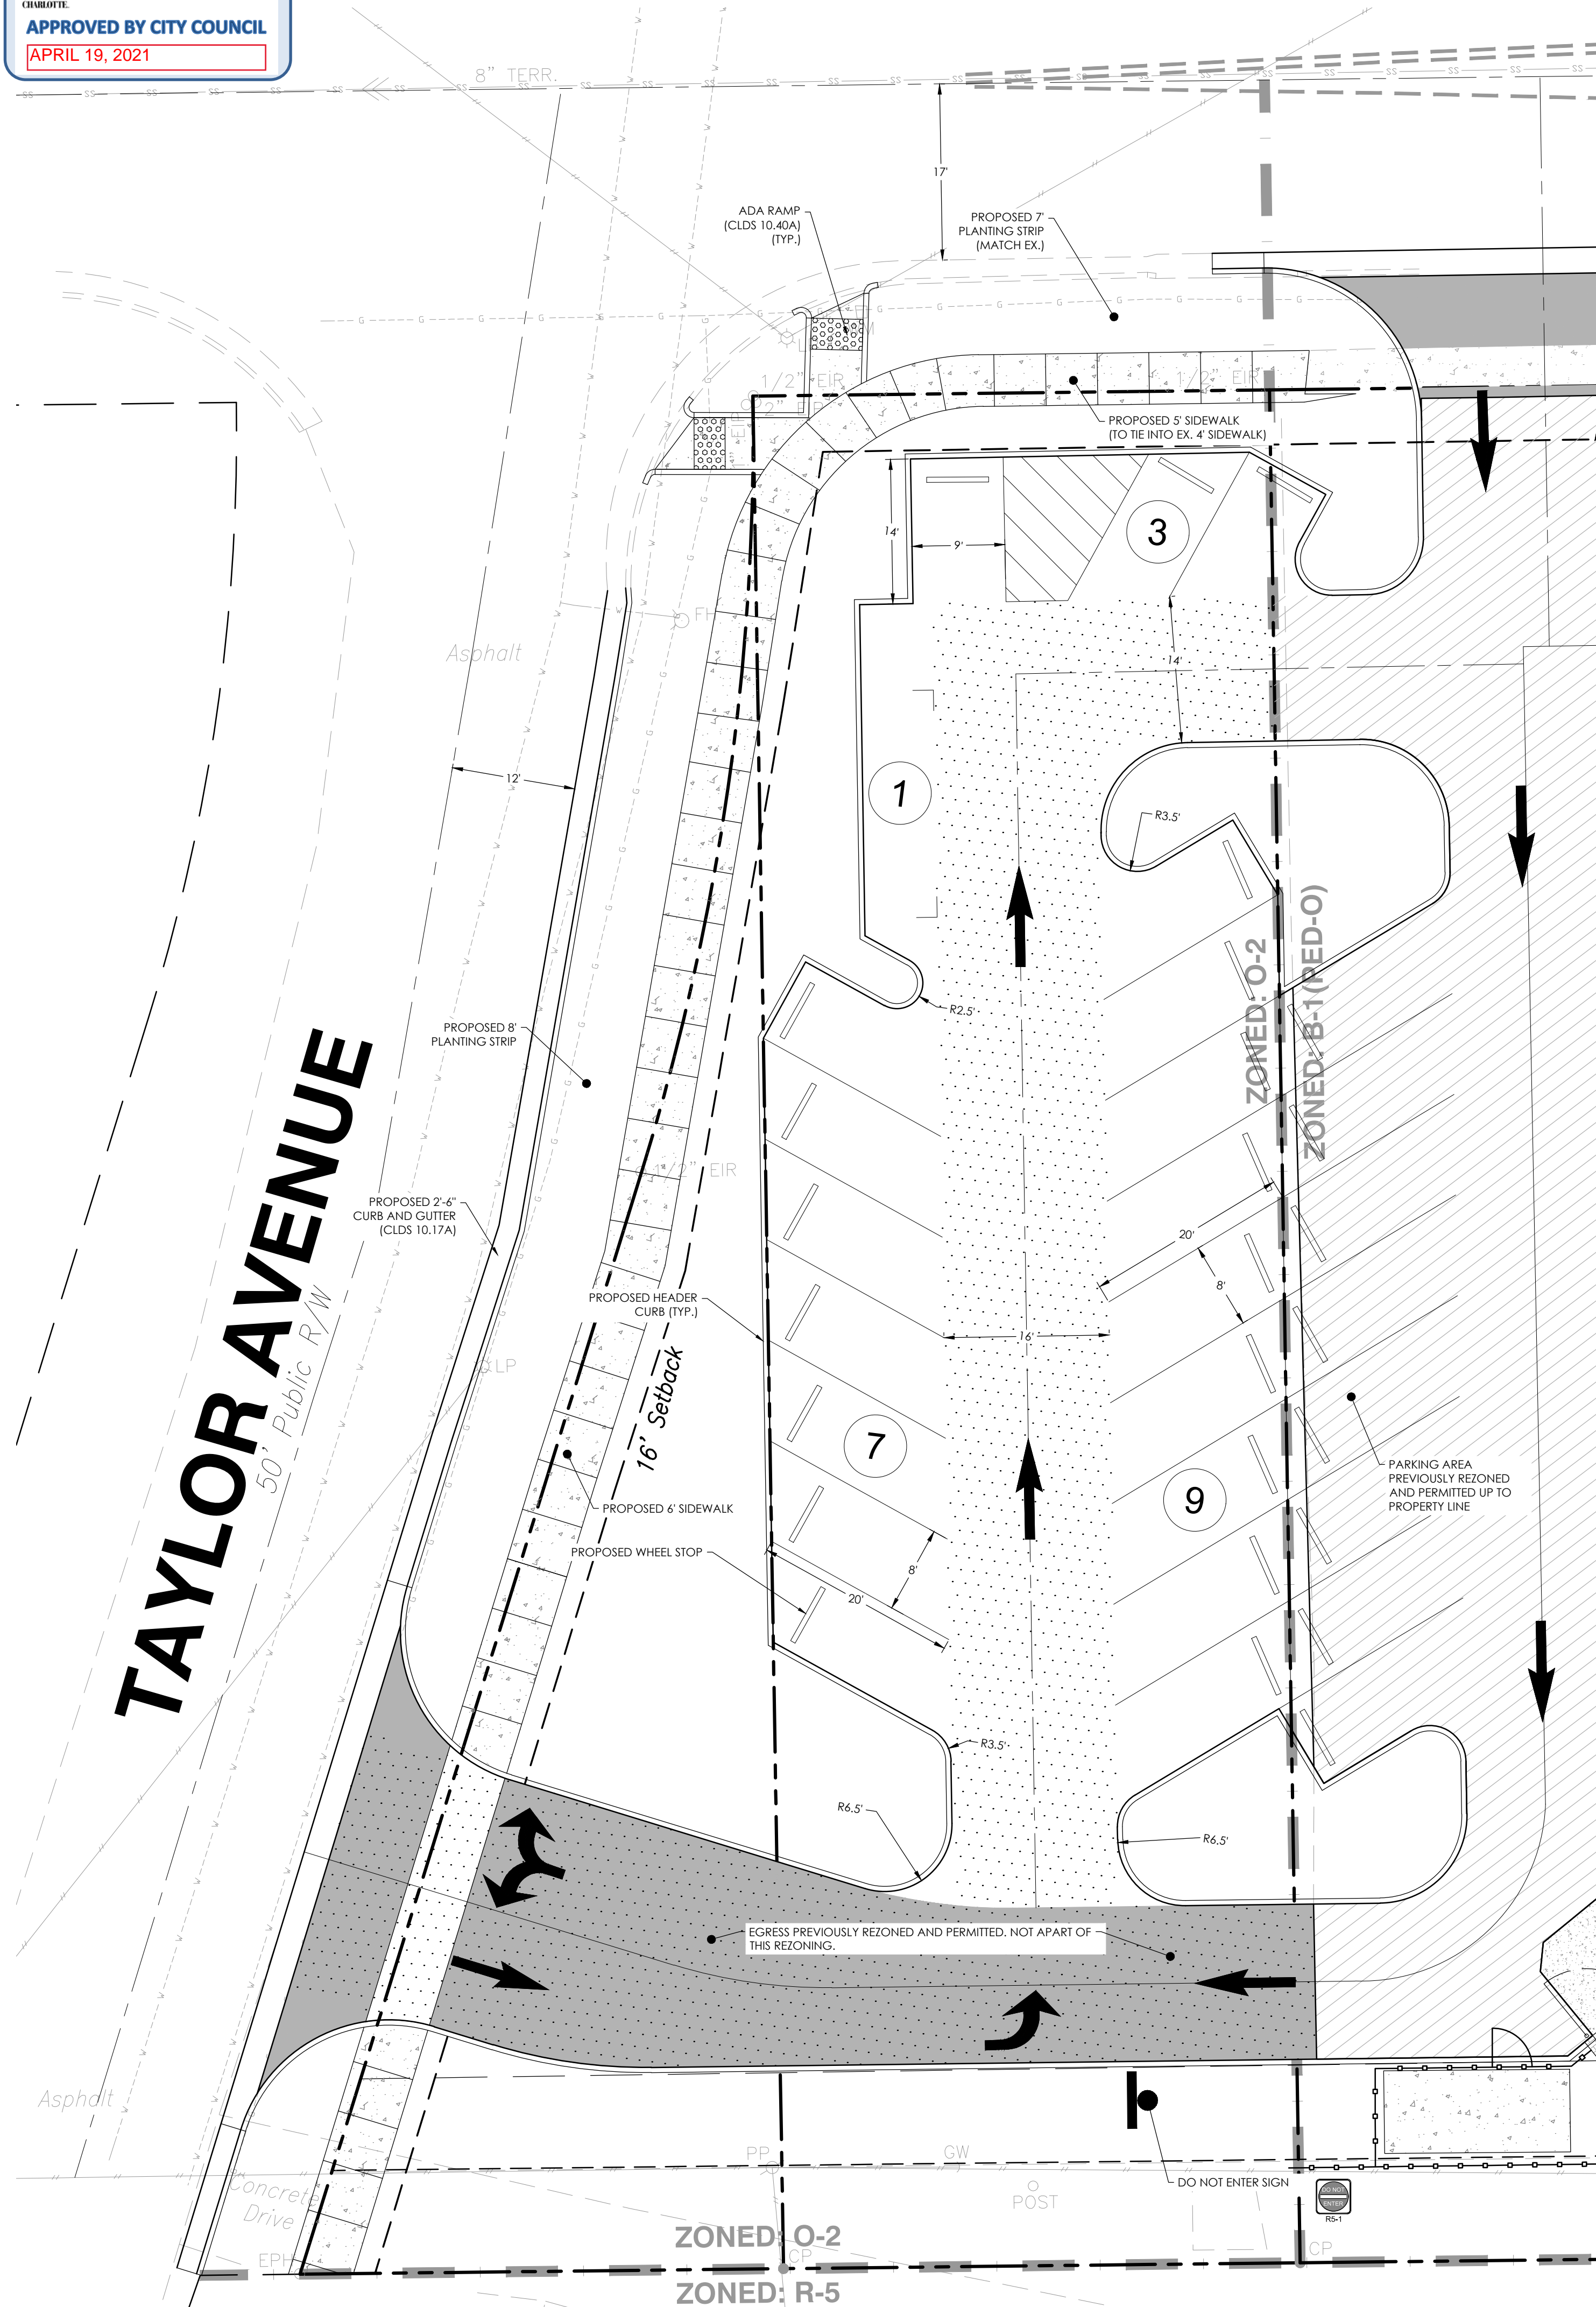 CHARLOTTE.
APPROVED BY CITY COUNCIL
APRIL 19, 2021
8" TERR.
17'
ADA RAMP
(CLDS 10.40A)
(TYP.)
PROPOSED 7'
PLANTING STRIP
(MATCH EX.)
1/2" EIR
1/2" EIR
PROPOSED 5' SIDEWALK
(TO TIE INTO EX. 4' SIDEWALK)
14'
9'
3
FH
Asphalt
14'
12'
1
R3.5'
ZONED: O-2
ZONED: B-1(PED-O)
R2.5'
PROPOSED 8'
PLANTING STRIP
TAYLOR AVENUE
50' Public R/W
1/2" EIR
PROPOSED 2'-6"
CURB AND GUTTER
(CLDS 10.17A)
20'
8'
PROPOSED HEADER
CURB (TYP.)
16'
LP
16' Setback
7
9
PARKING AREA
PREVIOUSLY REZONED
AND PERMITTED UP TO
PROPERTY LINE
PROPOSED 6' SIDEWALK
PROPOSED WHEEL STOP
8'
20'
R3.5'
R6.5'
R6.5'
EGRESS PREVIOUSLY REZONED AND PERMITTED. NOT APART OF
THIS REZONING.
Asphalt
PP
GW
DO NOT ENTER SIGN
POST
DO NOT
ENTER
R5-1
Concrete
Drive
ZONED: O-2
EPH
CP
CP
ZONED: R-5